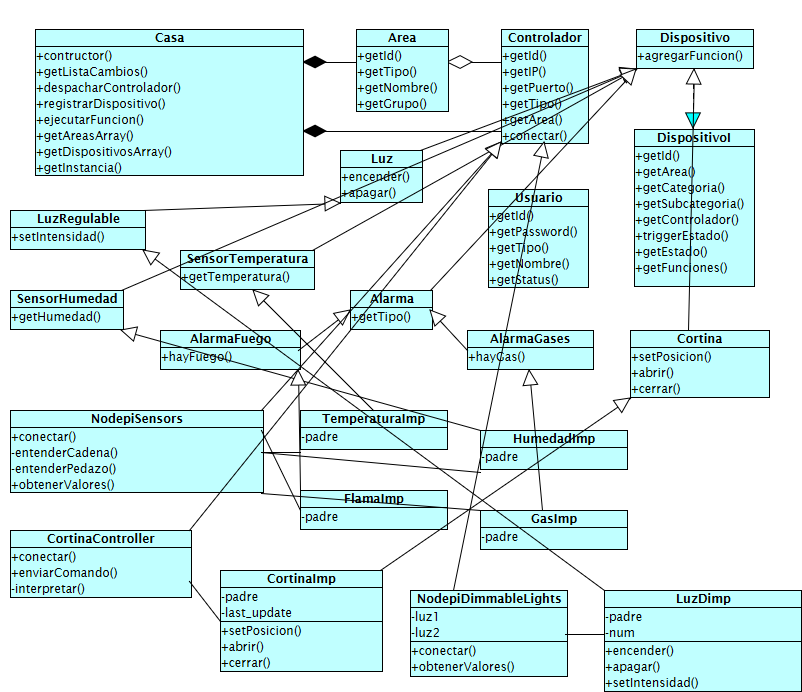 Casa
+contructor()
+getListaCambios()
+despacharControlador()
+registrarDispositivo()
+ejecutarFuncion()
+getAreasArray()
+getDispositivosArray()
+getInstancia()
Area
+getId()
+getTipo()
+getNombre()
+getGrupo()
Controlador
+getId()
+getIP()
+getPuerto()
+getTipo()
+getArea()
+conectar()
Dispositivo
+agregarFuncion()
DispositivoI
+getId()
+getArea()
+getCategoria()
+getSubcategoria()
+getControlador()
+triggerEstado()
+getEstado()
+getFunciones()
Luz
+encender()
+apagar()
Usuario
+getId()
+getPassword()
+getTipo()
+getNombre()
+getStatus()
LuzRegulable
+setIntensidad()
SensorTemperatura
+getTemperatura()
SensorHumedad
+getHumedad()
Alarma
+getTipo()
AlarmaFuego
+hayFuego()
AlarmaGases
+hayGas()
Cortina
+setPosicion()
+abrir()
+cerrar()
NodepiSensors
+conectar()
-entenderCadena()
-entenderPedazo()
+obtenerValores()
TemperaturaImp
-padre
HumedadImp
-padre
FlamaImp
-padre
GasImp
-padre
CortinaController
+conectar()
+enviarComando()
-interpretar()
CortinaImp
-padre
-last_update
+setPosicion()
+abrir()
+cerrar()
NodepiDimmableLights
-luz1
-luz2
+conectar()
+obtenerValores()
LuzDimp
-padre
-num
+encender()
+apagar()
+setIntensidad()